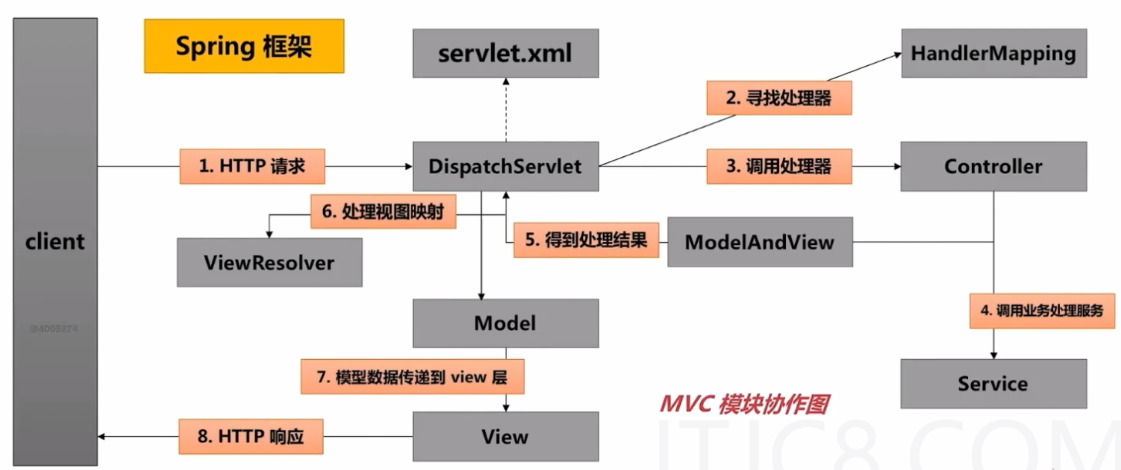 Spring 框架
servlet.xml
HandlerMapping
2. 寻找处理器
1. HTTP 请求
DispatchServlet
3. 调用处理器
Controller
6. 处理视图映射
client
ViewResolver
5. 得到处理结果
ModelAndView
4. 调用业务处理服务
Model
7. 模型数据传递到 view 层
Service
MVC 模块协作图
8. HTTP 响应
View
ITJC8.COM